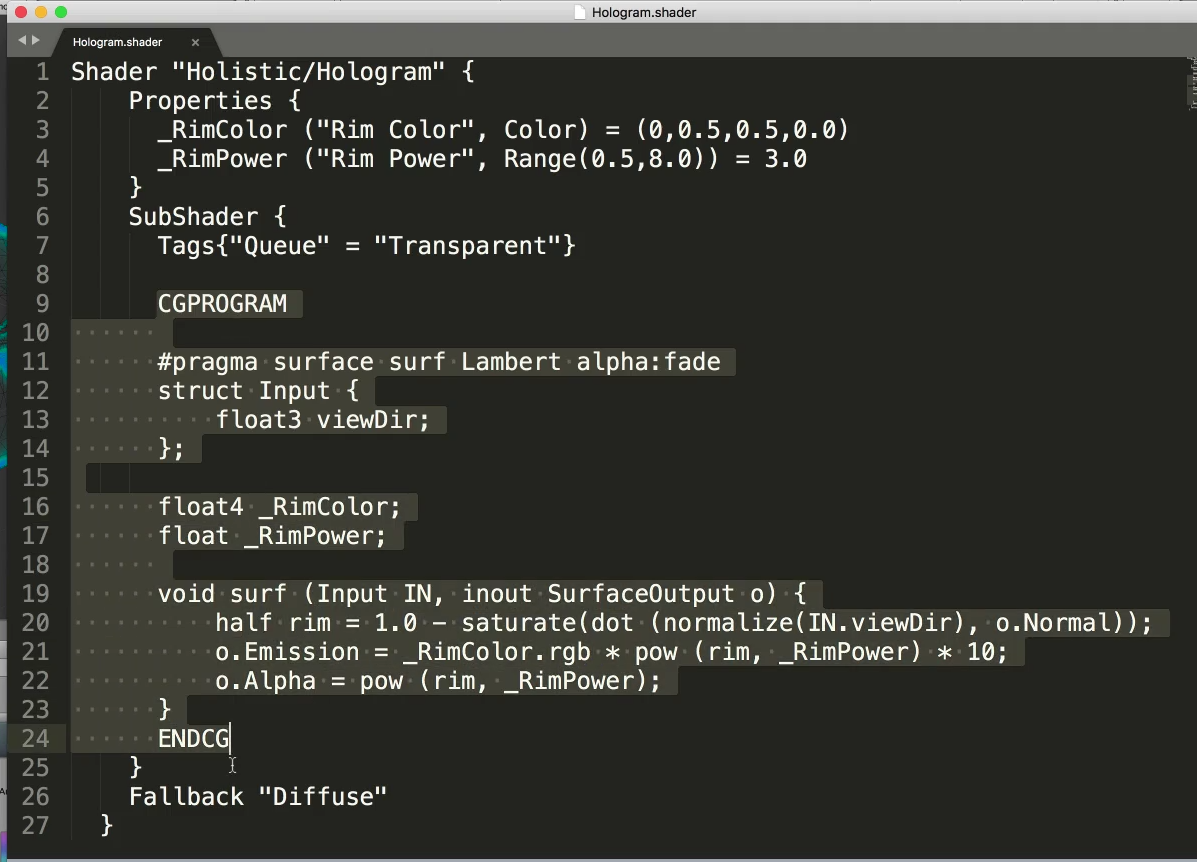 Hologram.shader
Hologram.shader ×
1 Shader "Holistic/Hologram" {
2 Properties {
3 _RimColor ("Rim Color", Color) = (0,0.5,0.5,0.0)
4 _RimPower ("Rim Power", Range(0.5,8.0)) = 3.0
5 }
6 SubShader {
7 Tags{"Queue" = "Transparent"}
8
9 CGPROGRAM
10
11 #pragma surface surf Lambert alpha:fade
12 struct Input {
13 float3 viewDir;
14 };
15
16 float4 _RimColor;
17 float _RimPower;
18
19 void surf (Input IN, inout SurfaceOutput o) {
20 half rim = 1.0 - saturate(dot (normalize(IN.viewDir), o.Normal));
21 o.Emission = _RimColor.rgb * pow (rim, _RimPower) * 10;
22 o.Alpha = pow (rim, _RimPower);
23 }
24 ENDCG
25 }
26 Fallback "Diffuse"
27 }